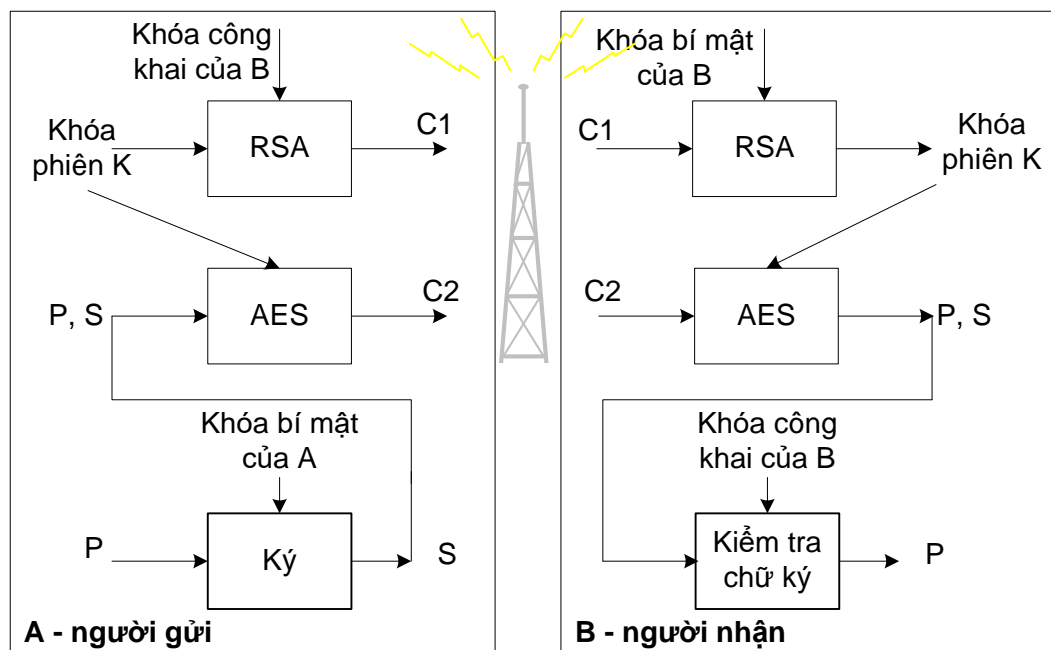 Khóa công
khai của B
Khóa
phiên K
RSA
C1
P, S
AES
C2
Khóa bí mật
của A
P
Ký
S
A - người gửi
Khóa bí mật
của B
C1
RSA
Khóa
phiên K
C2
AES
P, S
Khóa công
khai của B
Kiểm tra
chữ ký
P
B - người nhận